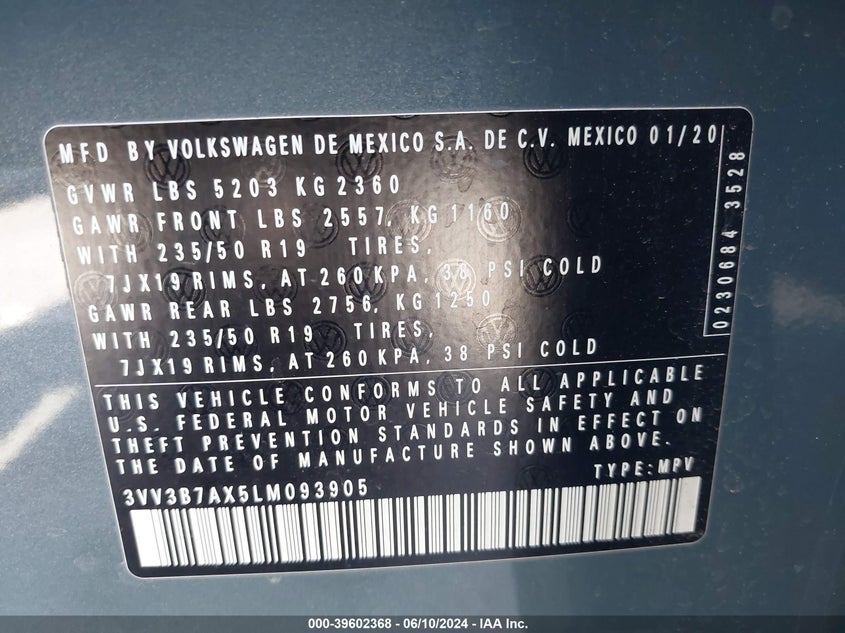 MFD BY VOLKSWAGEN DE MEXICO S.A. DE C.V. MEXICO 01/20
GVWR LBS 5203 KG 2360
GAWR FRONT LBS 2557, KG 1160
WITH 235/50 R19 TIRES,
7JX19 RIMS, AT 260 KPA, 38 PSI COLD
GAWR REAR LBS 2756, KG 1250
WITH 235/50 R19 TIRES,
7JX19 RIMS, AT 260 KPA, 38 PSI COLD
0230684 3528
THIS VEHICLE CONFORMS TO ALL APPLICABLE
U.S. FEDERAL MOTOR VEHICLE SAFETY AND
THEFT PREVENTION STANDARDS IN EFFECT ON
THE DATE OF MANUFACTURE SHOWN ABOVE.
TYPE: MPV
3VV3B7AX5LM093905
000-39602368 - 06/10/2024 - IAA Inc.